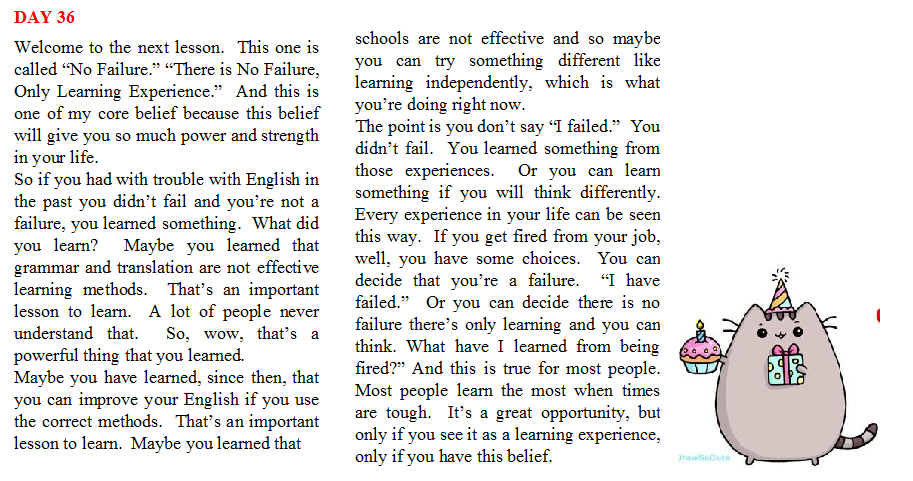 DAY 36
Welcome to the next lesson. This one is
called “No Failure.” “There is No Failure,
Only Learning Experience.” And this is
one of my core belief because this belief
will give you so much power and strength
in your life.
So if you had with trouble with English in
the past you didn’t fail and you’re not a
failure, you learned something. What did
you learn? Maybe you learned that
grammar and translation are not effective
learning methods. That’s an important
lesson to learn. A lot of people never
understand that. So, wow, that’s a
powerful thing that you learned.
Maybe you have learned, since then, that
you can improve your English if you use
the correct methods. That’s an important
lesson to learn. Maybe you learned that
schools are not effective and so maybe
you can try something different like
learning independently, which is what
you’re doing right now.
The point is you don’t say “I failed.” You
didn’t fail. You learned something from
those experiences. Or you can learn
something if you will think differently.
Every experience in your life can be seen
this way. If you get fired from your job,
well, you have some choices. You can
decide that you’re a failure. “I have
failed.” Or you can decide there is no
failure there’s only learning and you can
think. What have I learned from being
fired?” And this is true for most people.
Most people learn the most when times
are tough. It’s a great opportunity, but
only if you see it as a learning experience,
only if you have this belief.
DrawSoCute